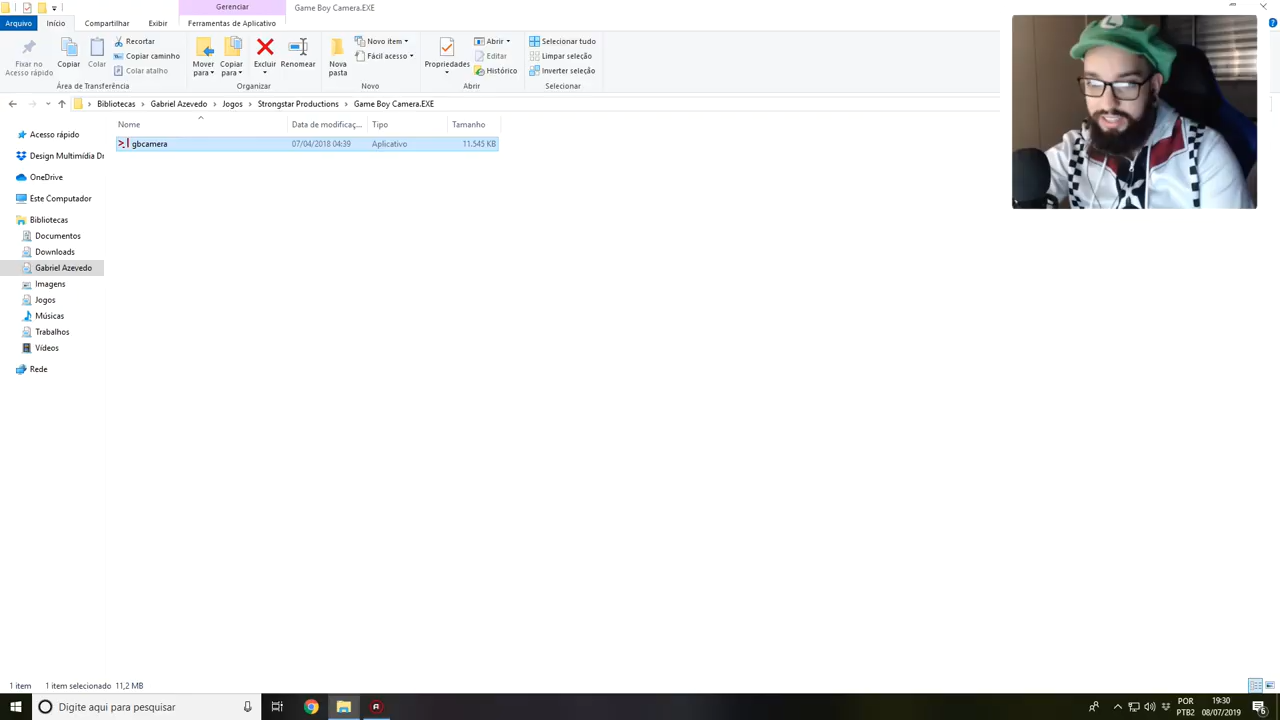 Gerenciar
Game Boy Camera.EXE
Arquivo
Início
Compartilhar
Exibir
Ferramentas de Aplicativo
Fixar no
Acesso rápido
Copiar
Colar
Recortar
Copiar caminho
Colar atalho
Área de Transferência
Mover
para
Copiar
para
Excluir
Renomear
Organizar
Nova
pasta
Novo item
Fácil acesso
Novo
Propriedades
Abrir
Editar
Histórico
Abrir
Selecionar tudo
Limpar seleção
Inverter seleção
Selecionar
Bibliotecas > Gabriel Azevedo > Jogos > Strongstar Productions > Game Boy Camera.EXE
Nome
Data de modificaç...
Tipo
Tamanho
gbcamera
07/04/2018 04:39
Aplicativo
11.545 KB
Acesso rápido
Design Multimídia Dr
OneDrive
Este Computador
Bibliotecas
Documentos
Downloads
Gabriel Azevedo
Imagens
Jogos
Músicas
Trabalhos
Vídeos
Rede
1 item
1 item selecionado 11,2 MB
Digite aqui para pesquisar
POR
PTB2
19:30
08/07/2019
6